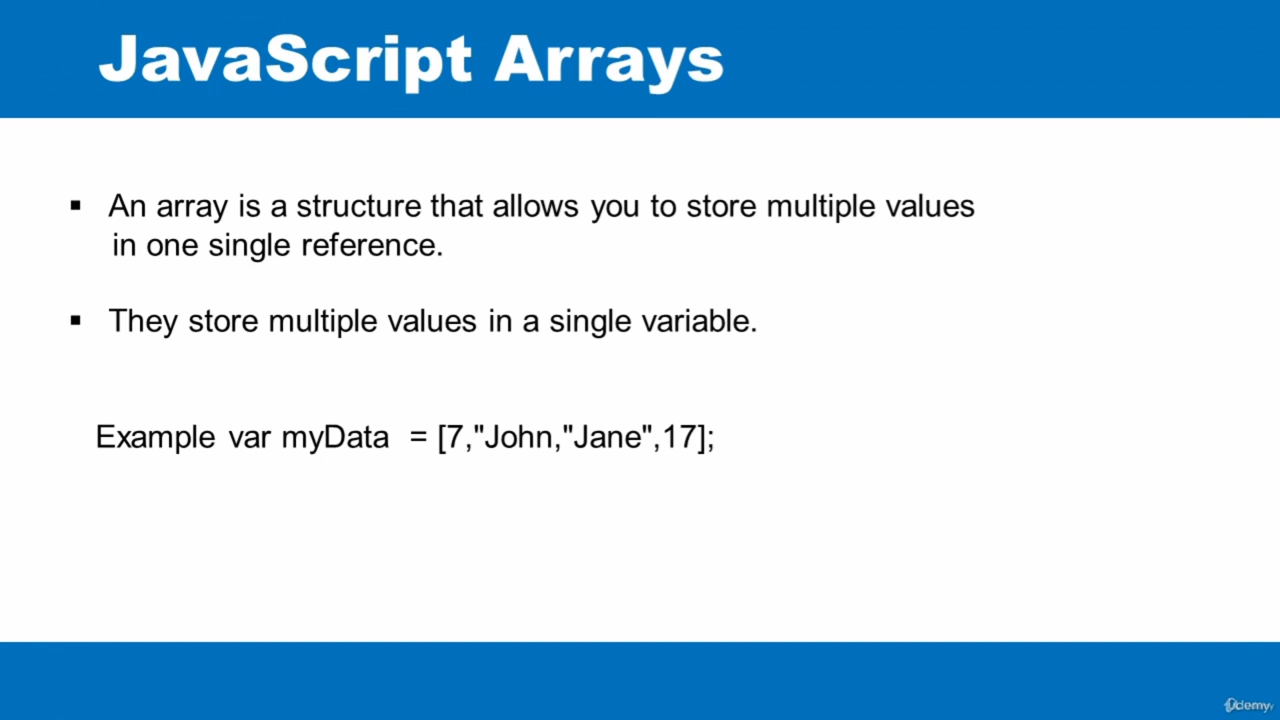 JavaScript Arrays
▪ An array is a structure that allows you to store multiple values
in one single reference.
▪ They store multiple values in a single variable.
Example var myData = [7,"John,"Jane",17];
Udemy